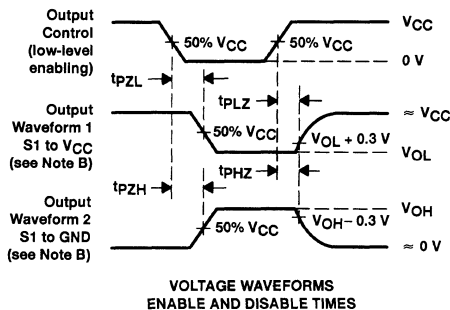 Output
Control
(low-level
enabling)
50% VCC
50% VCC
VCC
0 V
tPZL
tPLZ
Output
Waveform 1
S1 to VCC
(see Note B)
50% VCC
≈ VCC
VOL + 0.3 V
VOL
tPZH
tPHZ
Output
Waveform 2
S1 to GND
(see Note B)
50% VCC
VOH
VOH – 0.3 V
≈ 0 V
VOLTAGE WAVEFORMS
ENABLE AND DISABLE TIMES